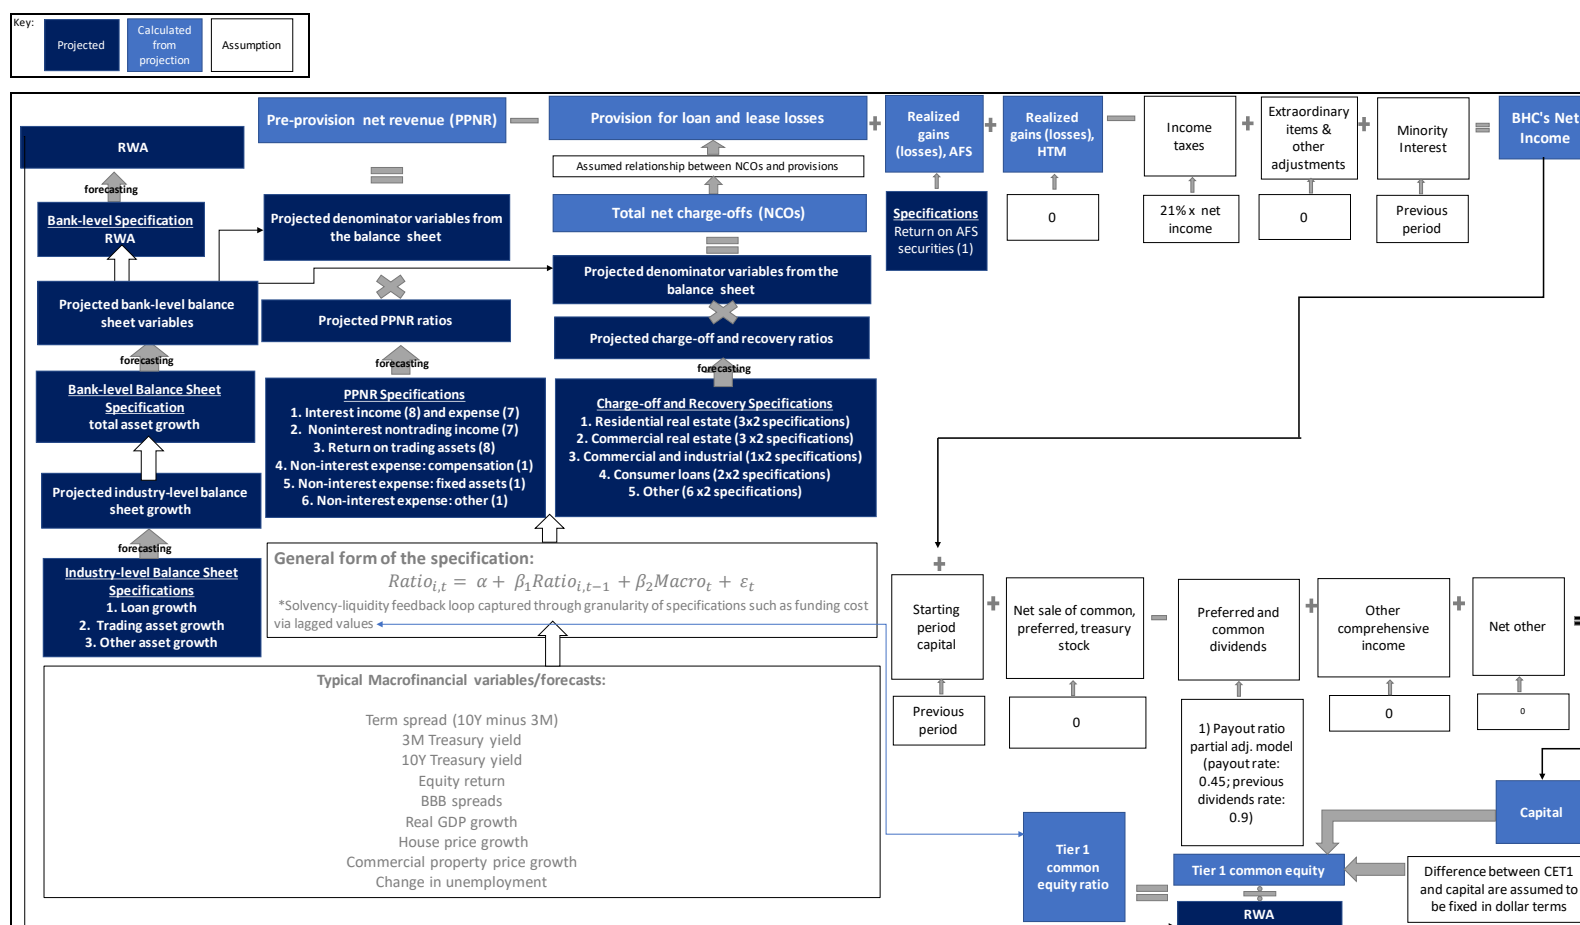 Key:
Projected
Calculated
from
projection
Assumption
Pre-provision net revenue (PPNR)
Provision for loan and lease losses
Realized
gains
(losses), AFS
Realized
gains (losses),
HTM
Income
taxes
Extraordinary
items &
other
adjustments
Minority
Interest
BHC's Net
Income
RWA
Assumed relationship between NCOs and provisions
forecasting
Bank-level Specification
RWA
Projected denominator variables from
the balance sheet
Total net charge-offs (NCOs)
Specifications
Return on AFS
securities (1)
0
21% x net
income
0
Previous
period
Projected bank-level balance
sheet variables
Projected denominator variables from the
balance sheet
Projected PPNR ratios
Projected charge-off and recovery ratios
forecasting
forecasting
forecasting
Bank-level Balance Sheet
Specification
total asset growth
PPNR Specifications
1. Interest income (8) and expense (7)
2. Noninterest nontrading income (7)
3. Return on trading assets (8)
4. Non-interest expense: compensation (1)
5. Non-interest expense: fixed assets (1)
6. Non-interest expense: other (1)
Charge-off and Recovery Specifications
1. Residential real estate (3x2 specifications)
2. Commercial real estate (3 x2 specifications)
3. Commercial and industrial (1x2 specifications)
4. Consumer loans (2x2 specifications)
5. Other (6 x2 specifications)
Projected industry-level balance
sheet growth
forecasting
Industry-level Balance Sheet
Specifications
1. Loan growth
2. Trading asset growth
3. Other asset growth
General form of the specification:
Ratio_{i,t} = α + β_1Ratio_{i,t−1} + β_2Macro_t + ε_t
*Solvency-liquidity feedback loop captured through granularity of specifications such as funding cost
via lagged values
Starting
period
capital
Net sale of common,
preferred, treasury
stock
Preferred and
common
dividends
Other
comprehensive
income
Net other
Previous
period
0
1) Payout ratio
partial adj. model
(payout rate:
0.45; previous
dividends rate:
0.9)
0
0
Typical Macrofinancial variables/forecasts:
Term spread (10Y minus 3M)
3M Treasury yield
10Y Treasury yield
Equity return
BBB spreads
Real GDP growth
House price growth
Commercial property price growth
Change in unemployment
Capital
Tier 1
common
equity ratio
Tier 1 common equity
RWA
Difference between CET1
and capital are assumed to
be fixed in dollar terms